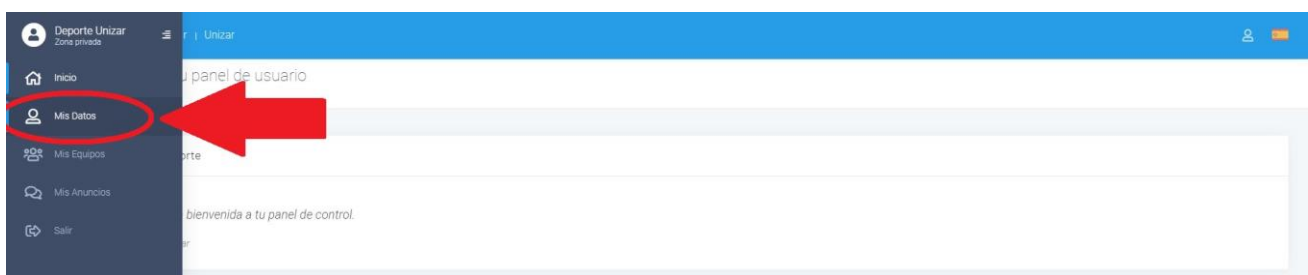 Deporte Unizar
Zona privada
r | Unizar
Inicio
u panel de usuario
Mis Datos
Mis Equipos
orte
Mis Anuncios
bienvenida a tu panel de control.
Salir
ar